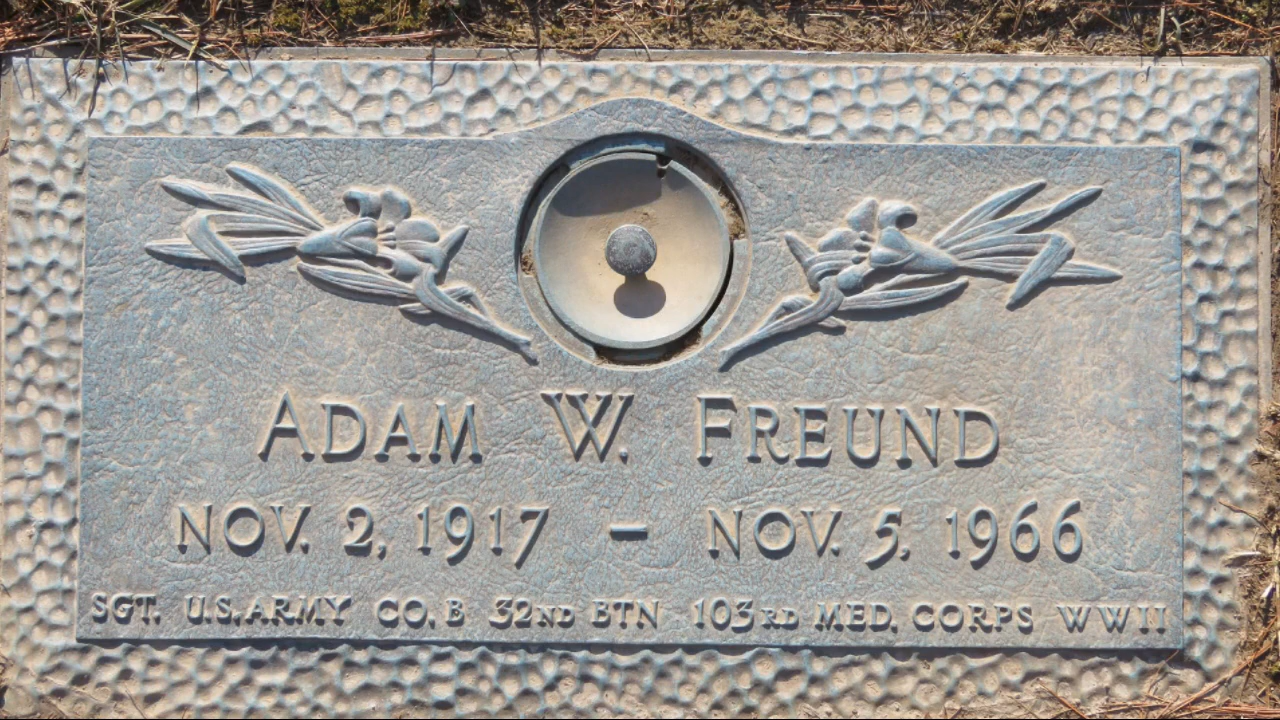 ADAM W. FREUND
NOV. 2, 1917 – NOV. 5, 1966
SGT. U.S. ARMY CO. B 32ND BTN 103RD MED. CORPS WWII